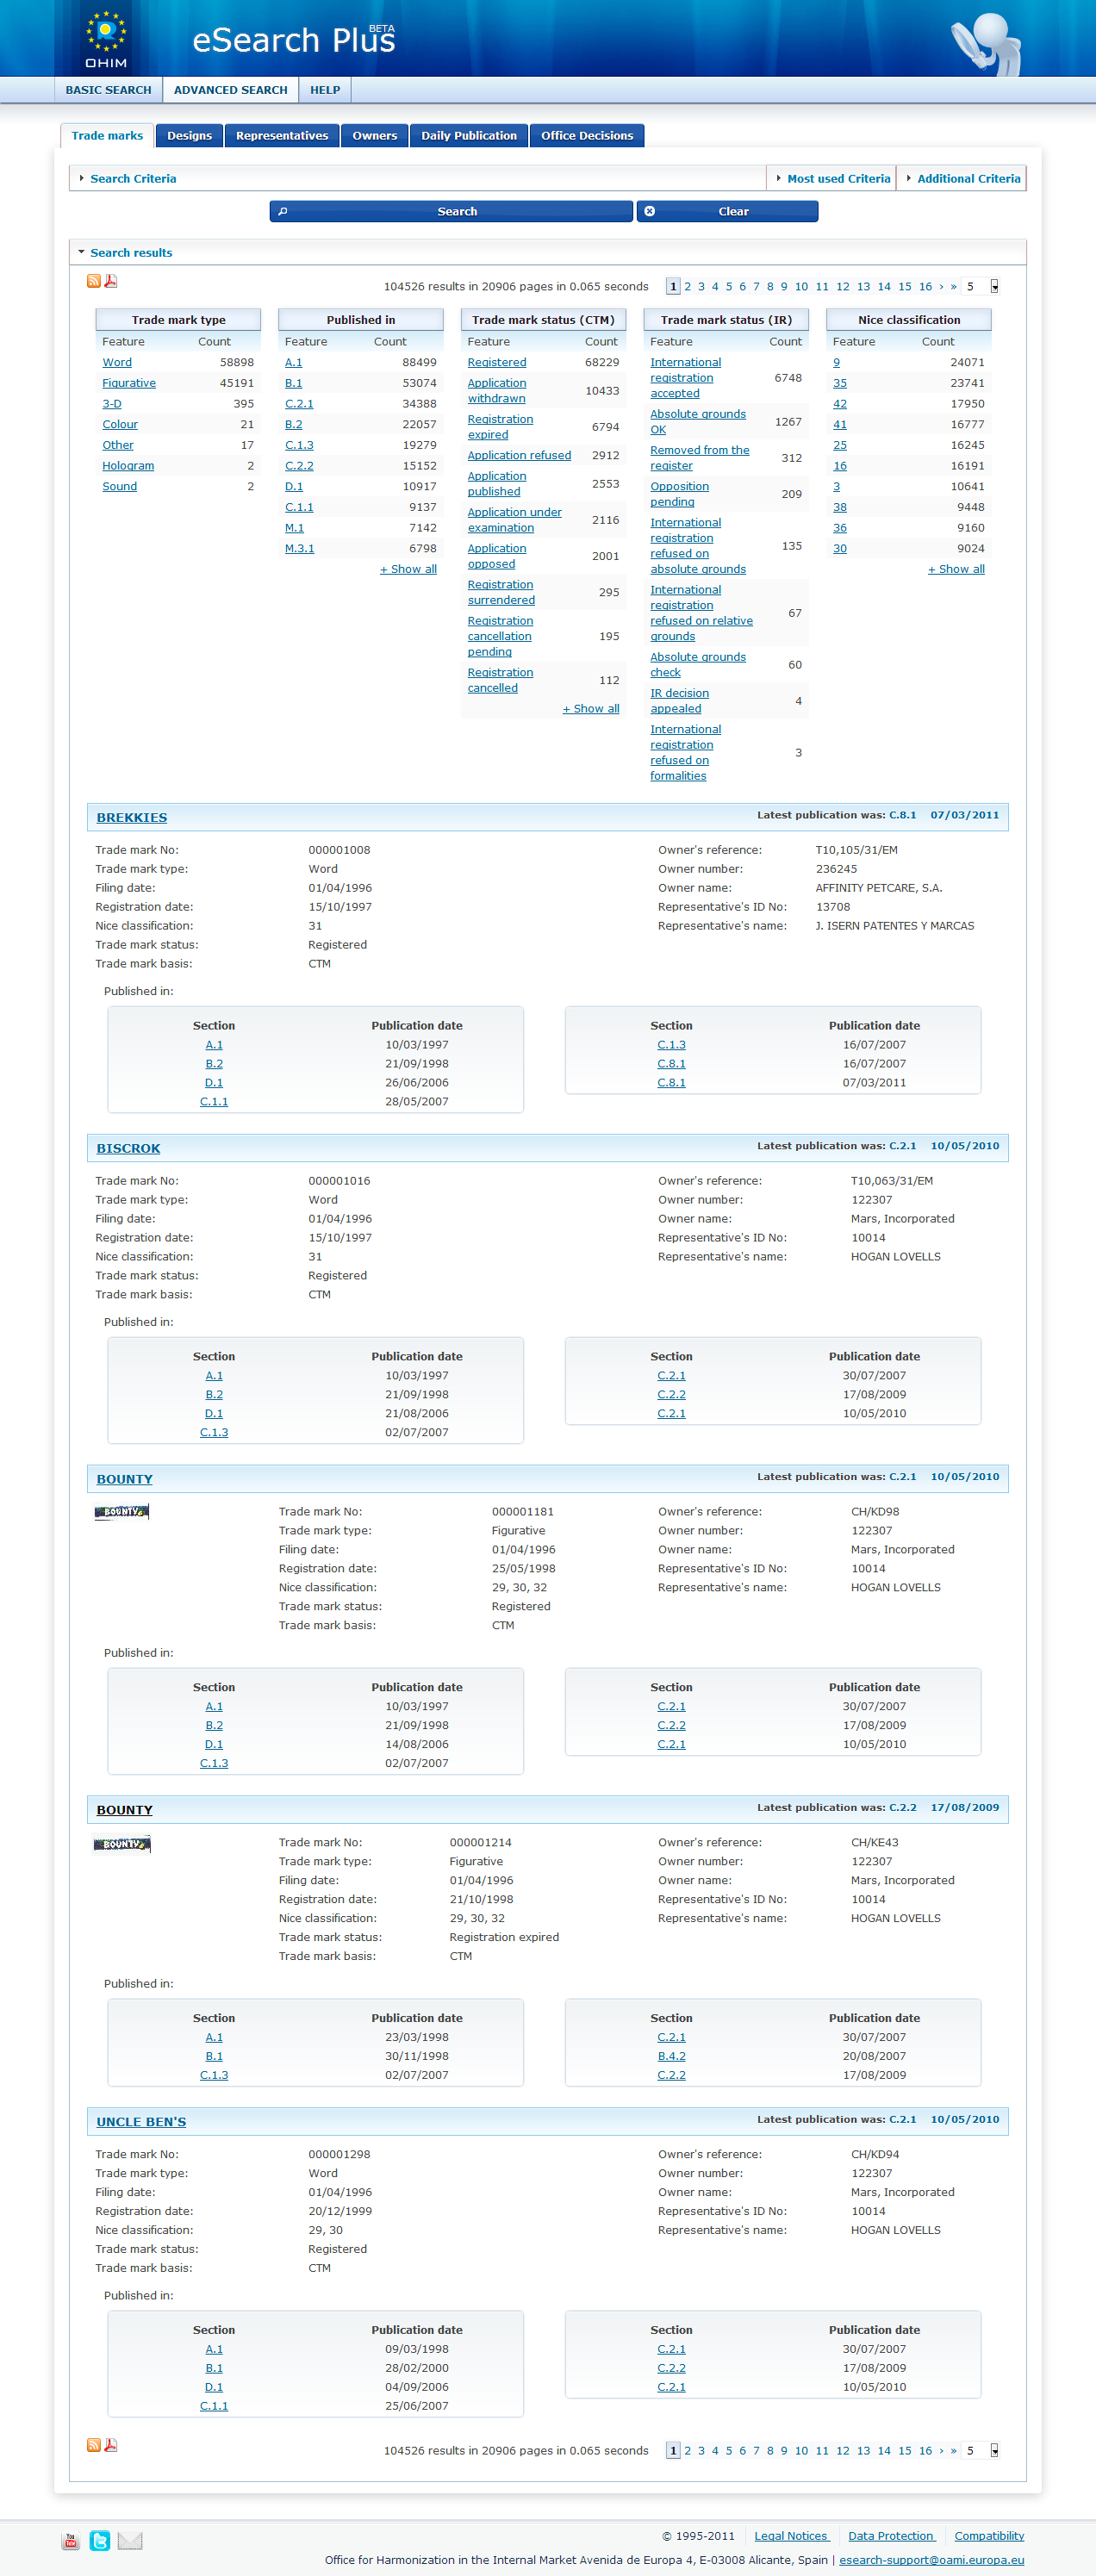 OHIM
eSearch Plus BETA
BASIC SEARCH ADVANCED SEARCH HELP
Trade marks Designs Representatives Owners Daily Publication Office Decisions
Search Criteria Most used Criteria Additional Criteria
Search Clear
Search results
104526 results in 20906 pages in 0.065 seconds 1 2 3 4 5 6 7 8 9 10 11 12 13 14 15 16 › » 5
Trade mark type
Feature Count
Word 58898
Figurative 45191
3-D 395
Colour 21
Other 17
Hologram 2
Sound 2
Published in
Feature Count
A.1 88499
B.1 53074
C.2.1 34388
B.2 22057
C.1.3 19279
C.2.2 15152
D.1 10917
C.1.1 9137
M.1 7142
M.3.1 6798
+ Show all
Trade mark status (CTM)
Feature Count
Registered 68229
Application
withdrawn 10433
Registration
expired 6794
Application refused 2912
Application
published 2553
Application under
examination 2116
Application
opposed 2001
Registration
surrendered 295
Registration
cancellation 195
pending
Registration
cancelled 112
+ Show all
Trade mark status (IR)
Feature Count
International
registration 6748
accepted
Absolute grounds
OK 1267
Removed from the
register 312
Opposition
pending 209
International
registration
refused on 135
absolute grounds
International
registration 67
refused on relative
grounds
Absolute grounds
check 60
IR decision
appealed 4
International
registration
refused on 3
formalities
Nice classification
Feature Count
9 24071
35 23741
42 17950
41 16777
25 16245
16 16191
3 10641
38 9448
36 9160
30 9024
+ Show all
BREKKIES Latest publication was: C.8.1 07/03/2011
Trade mark No: 000001008 Owner's reference: T10,105/31/EM
Trade mark type: Word Owner number: 236245
Filing date: 01/04/1996 Owner name: AFFINITY PETCARE, S.A.
Registration date: 15/10/1997 Representative's ID No: 13708
Nice classification: 31 Representative's name: J. ISERN PATENTES Y MARCAS
Trade mark status: Registered
Trade mark basis: CTM
Published in:
Section Publication date Section Publication date
A.1 10/03/1997 C.1.3 16/07/2007
B.2 21/09/1998 C.8.1 16/07/2007
D.1 26/06/2006 C.8.1 07/03/2011
C.1.1 28/05/2007
BISCROK Latest publication was: C.2.1 10/05/2010
Trade mark No: 000001016 Owner's reference: T10,063/31/EM
Trade mark type: Word Owner number: 122307
Filing date: 01/04/1996 Owner name: Mars, Incorporated
Registration date: 15/10/1997 Representative's ID No: 10014
Nice classification: 31 Representative's name: HOGAN LOVELLS
Trade mark status: Registered
Trade mark basis: CTM
Published in:
Section Publication date Section Publication date
A.1 10/03/1997 C.2.1 30/07/2007
B.2 21/09/1998 C.2.2 17/08/2009
D.1 21/08/2006 C.2.1 10/05/2010
C.1.3 02/07/2007
BOUNTY Latest publication was: C.2.1 10/05/2010
BOUNTY Trade mark No: 000001181 Owner's reference: CH/KD98
Trade mark type: Figurative Owner number: 122307
Filing date: 01/04/1996 Owner name: Mars, Incorporated
Registration date: 25/05/1998 Representative's ID No: 10014
Nice classification: 29, 30, 32 Representative's name: HOGAN LOVELLS
Trade mark status: Registered
Trade mark basis: CTM
Published in:
Section Publication date Section Publication date
A.1 10/03/1997 C.2.1 30/07/2007
B.2 21/09/1998 C.2.2 17/08/2009
D.1 14/08/2006 C.2.1 10/05/2010
C.1.3 02/07/2007
BOUNTY Latest publication was: C.2.2 17/08/2009
BOUNTY Trade mark No: 000001214 Owner's reference: CH/KE43
Trade mark type: Figurative Owner number: 122307
Filing date: 01/04/1996 Owner name: Mars, Incorporated
Registration date: 21/10/1998 Representative's ID No: 10014
Nice classification: 29, 30, 32 Representative's name: HOGAN LOVELLS
Trade mark status: Registration expired
Trade mark basis: CTM
Published in:
Section Publication date Section Publication date
A.1 23/03/1998 C.2.1 30/07/2007
B.1 30/11/1998 B.4.2 20/08/2007
C.1.3 02/07/2007 C.2.2 17/08/2009
UNCLE BEN'S Latest publication was: C.2.1 10/05/2010
Trade mark No: 000001298 Owner's reference: CH/KD94
Trade mark type: Word Owner number: 122307
Filing date: 01/04/1996 Owner name: Mars, Incorporated
Registration date: 20/12/1999 Representative's ID No: 10014
Nice classification: 29, 30 Representative's name: HOGAN LOVELLS
Trade mark status: Registered
Trade mark basis: CTM
Published in:
Section Publication date Section Publication date
A.1 09/03/1998 C.2.1 30/07/2007
B.1 28/02/2000 C.2.2 17/08/2009
D.1 04/09/2006 C.2.1 10/05/2010
C.1.1 25/06/2007
104526 results in 20906 pages in 0.065 seconds 1 2 3 4 5 6 7 8 9 10 11 12 13 14 15 16 › » 5
You Tube © 1995-2011 Legal Notices Data Protection Compatibility
Office for Harmonization in the Internal Market Avenida de Europa 4, E-03008 Alicante, Spain | esearch-support@oami.europa.eu